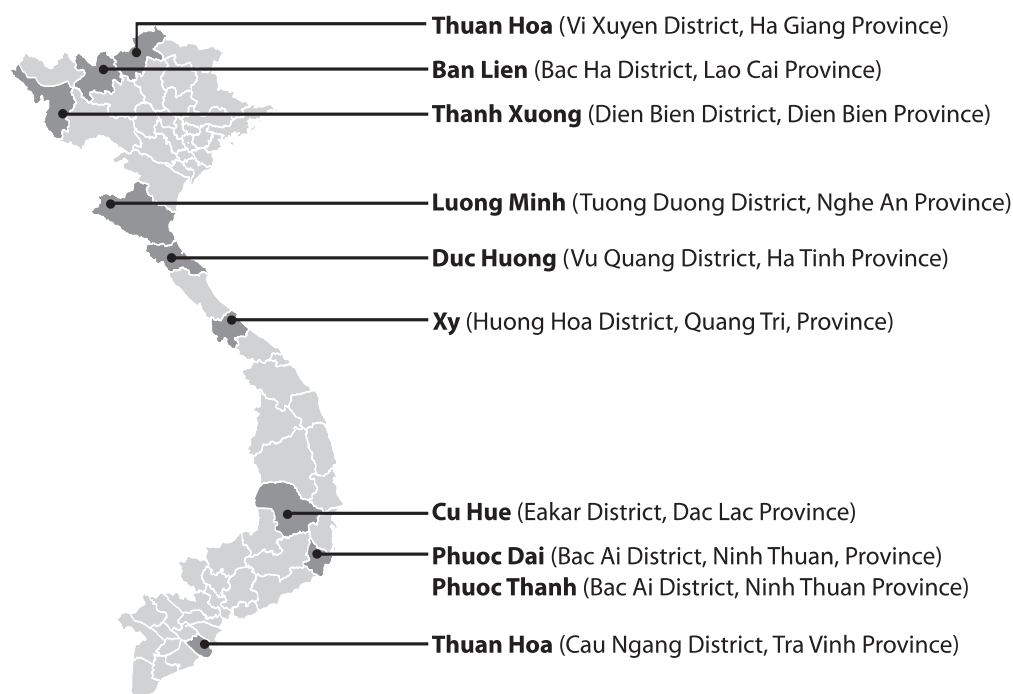 Thuan Hoa (Vi Xuyen District, Ha Giang Province)
Ban Lien (Bac Ha District, Lao Cai Province)
Thanh Xuong (Dien Bien District, Dien Bien Province)
Luong Minh (Tuong Duong District, Nghe An Province)
Duc Huong (Vu Quang District, Ha Tinh Province)
Xy (Huong Hoa District, Quang Tri, Province)
Cu Hue (Eakar District, Dac Lac Province)
Phuoc Dai (Bac Ai District, Ninh Thuan, Province)
Phuoc Thanh (Bac Ai District, Ninh Thuan Province)
Thuan Hoa (Cau Ngang District, Tra Vinh Province)